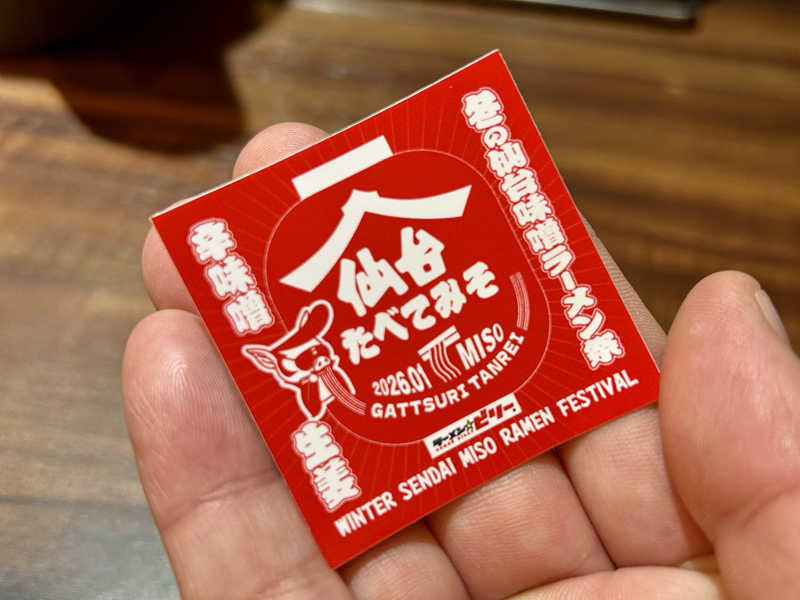 冬の仙台味噌ラーメン祭
辛味噌
仙台
たべてみそ
2026.01
MISO
GATTSURI TANREI
生麦
ラーメン★ビリー
WINTER SENDAI MISO RAMEN FESTIVAL